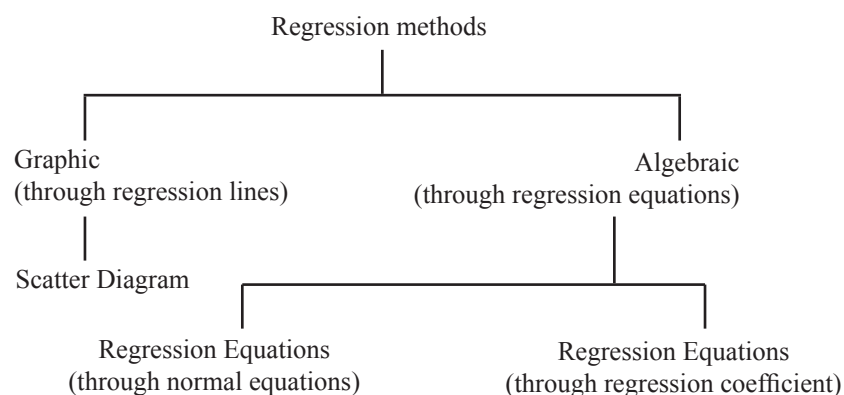 Regression methods
Graphic
(through regression lines)
Algebraic
(through regression equations)
Scatter Diagram
Regression Equations
(through normal equations)
Regression Equations
(through regression coefficient)